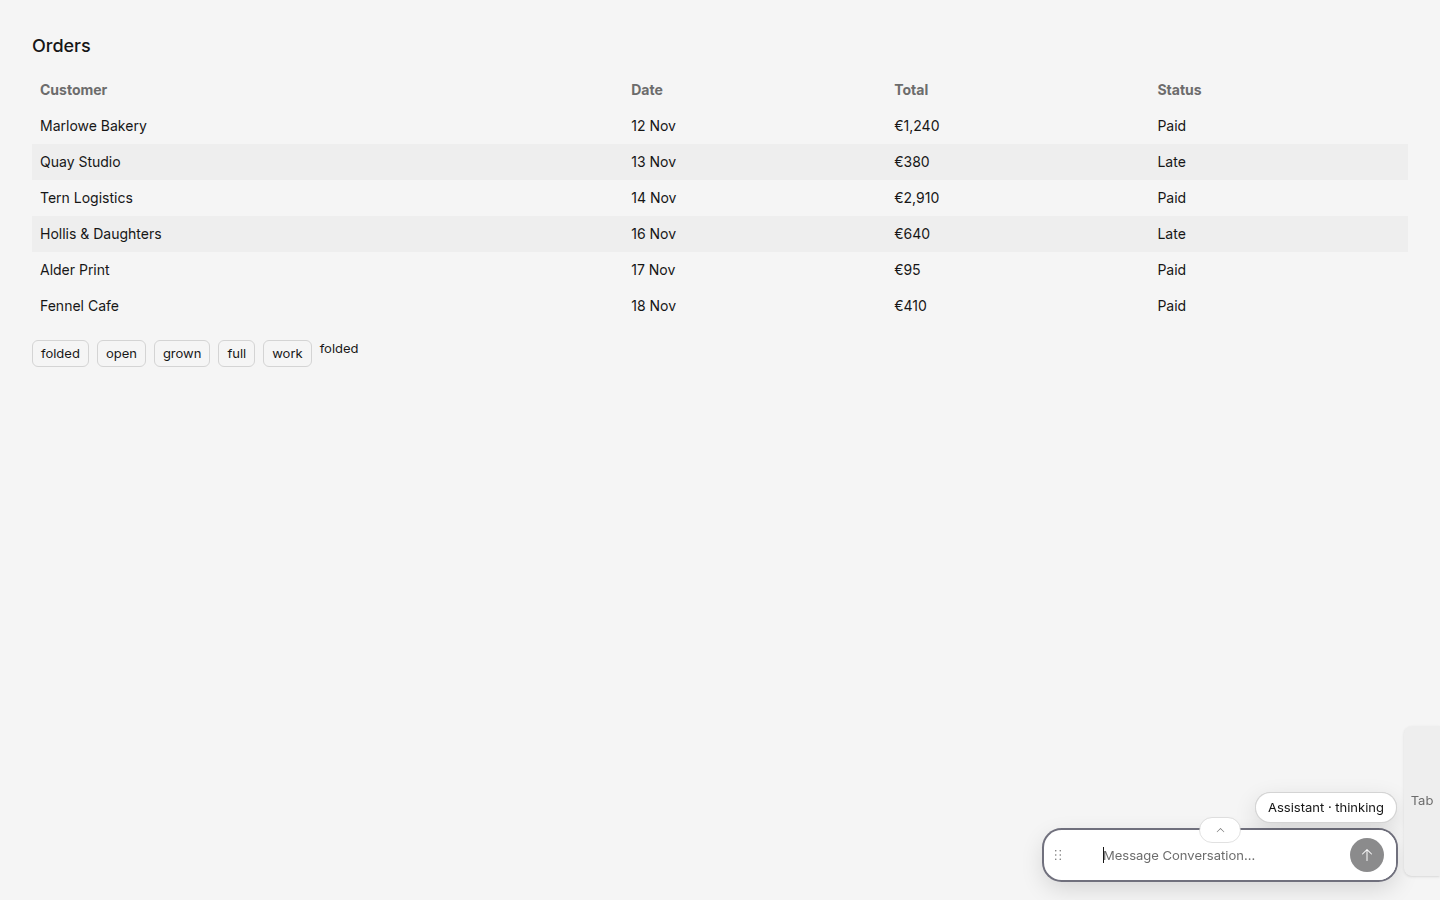 Orders
Customer Date Total Status
Marlowe Bakery 12 Nov €1,240 Paid
Quay Studio 13 Nov €380 Late
Tern Logistics 14 Nov €2,910 Paid
Hollis & Daughters 16 Nov €640 Late
Alder Print 17 Nov €95 Paid
Fennel Cafe 18 Nov €410 Paid
folded open grown full work folded
Tab
Assistant · thinking
Message Conversation...